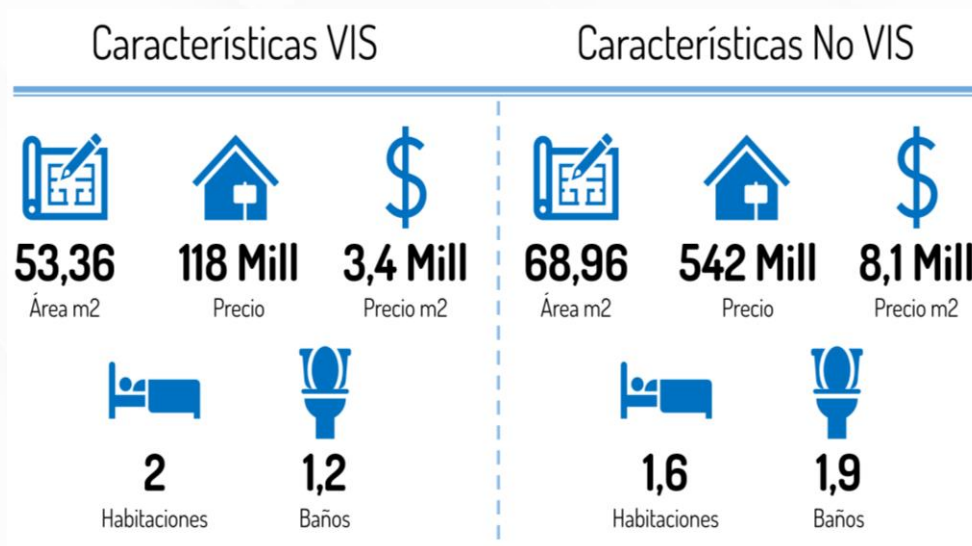 Características VIS
53,36
Área m2
118 Mill
Precio
3,4 Mill
Precio m2
2
Habitaciones
1,2
Baños
Características No VIS
68,96
Área m2
542 Mill
Precio
8,1 Mill
Precio m2
1,6
Habitaciones
1,9
Baños